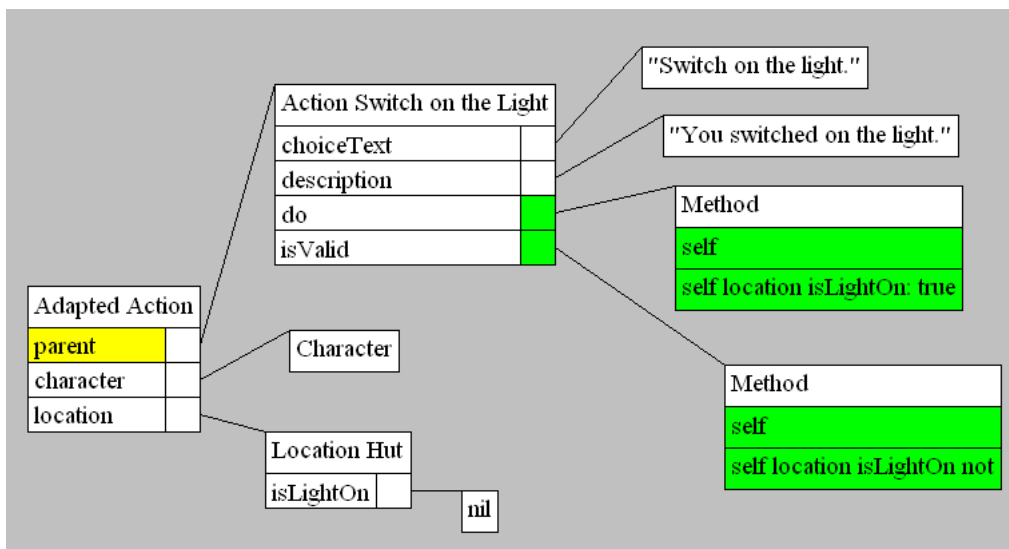 "Switch on the light."
Action Switch on the Light
choiceText
"You switched on the light."
description
do
isValid
Method
self
self location isLightOn: true
Adapted Action
parent
character
location
Character
Method
self
self location isLightOn not
Location Hut
isLightOn
nil